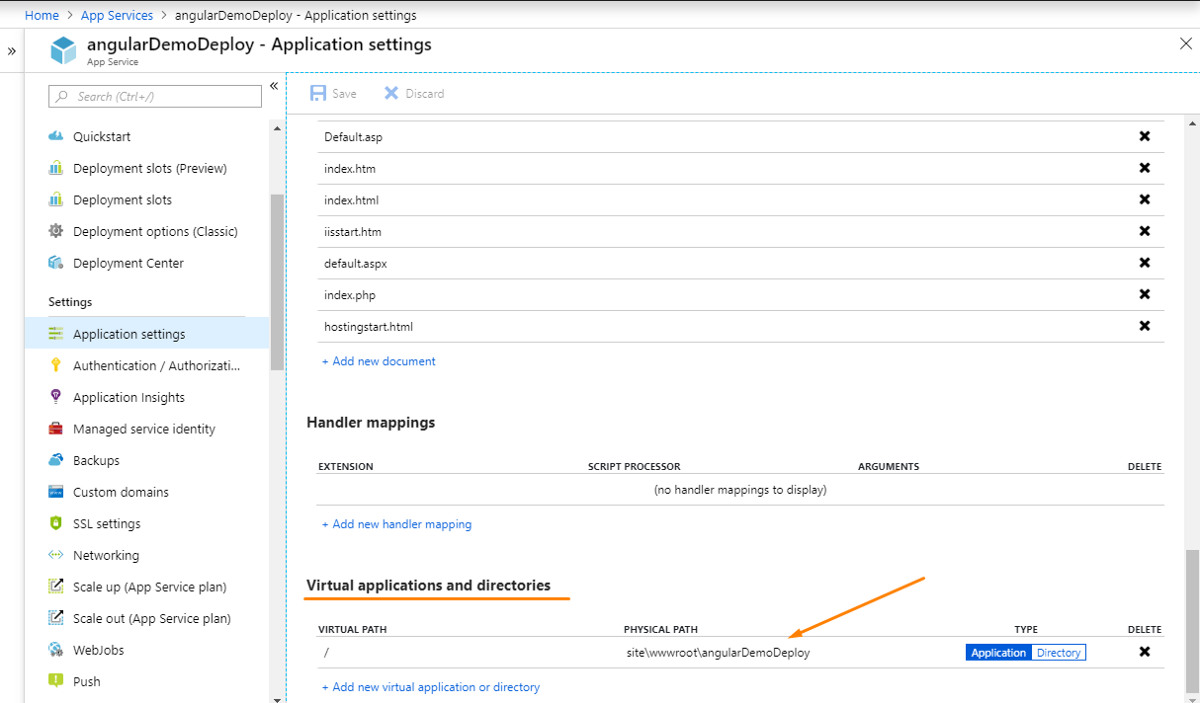 Home > App Services > angularDemoDeploy - Application settings
»
angularDemoDeploy - Application settings
App Service
Search (Ctrl+/)
«
Quickstart
Deployment slots (Preview)
Deployment slots
Deployment options (Classic)
Deployment Center
Settings
Application settings
Authentication / Authorizati...
Application Insights
Managed service identity
Backups
Custom domains
SSL settings
Networking
Scale up (App Service plan)
Scale out (App Service plan)
WebJobs
Push
Save Discard
Default.asp
index.htm
index.html
iisstart.htm
default.aspx
index.php
hostingstart.html
+ Add new document
Handler mappings
EXTENSION SCRIPT PROCESSOR ARGUMENTS DELETE
(no handler mappings to display)
+ Add new handler mapping
Virtual applications and directories
VIRTUAL PATH PHYSICAL PATH TYPE DELETE
/ site\wwwroot\angularDemoDeploy Application Directory
+ Add new virtual application or directory